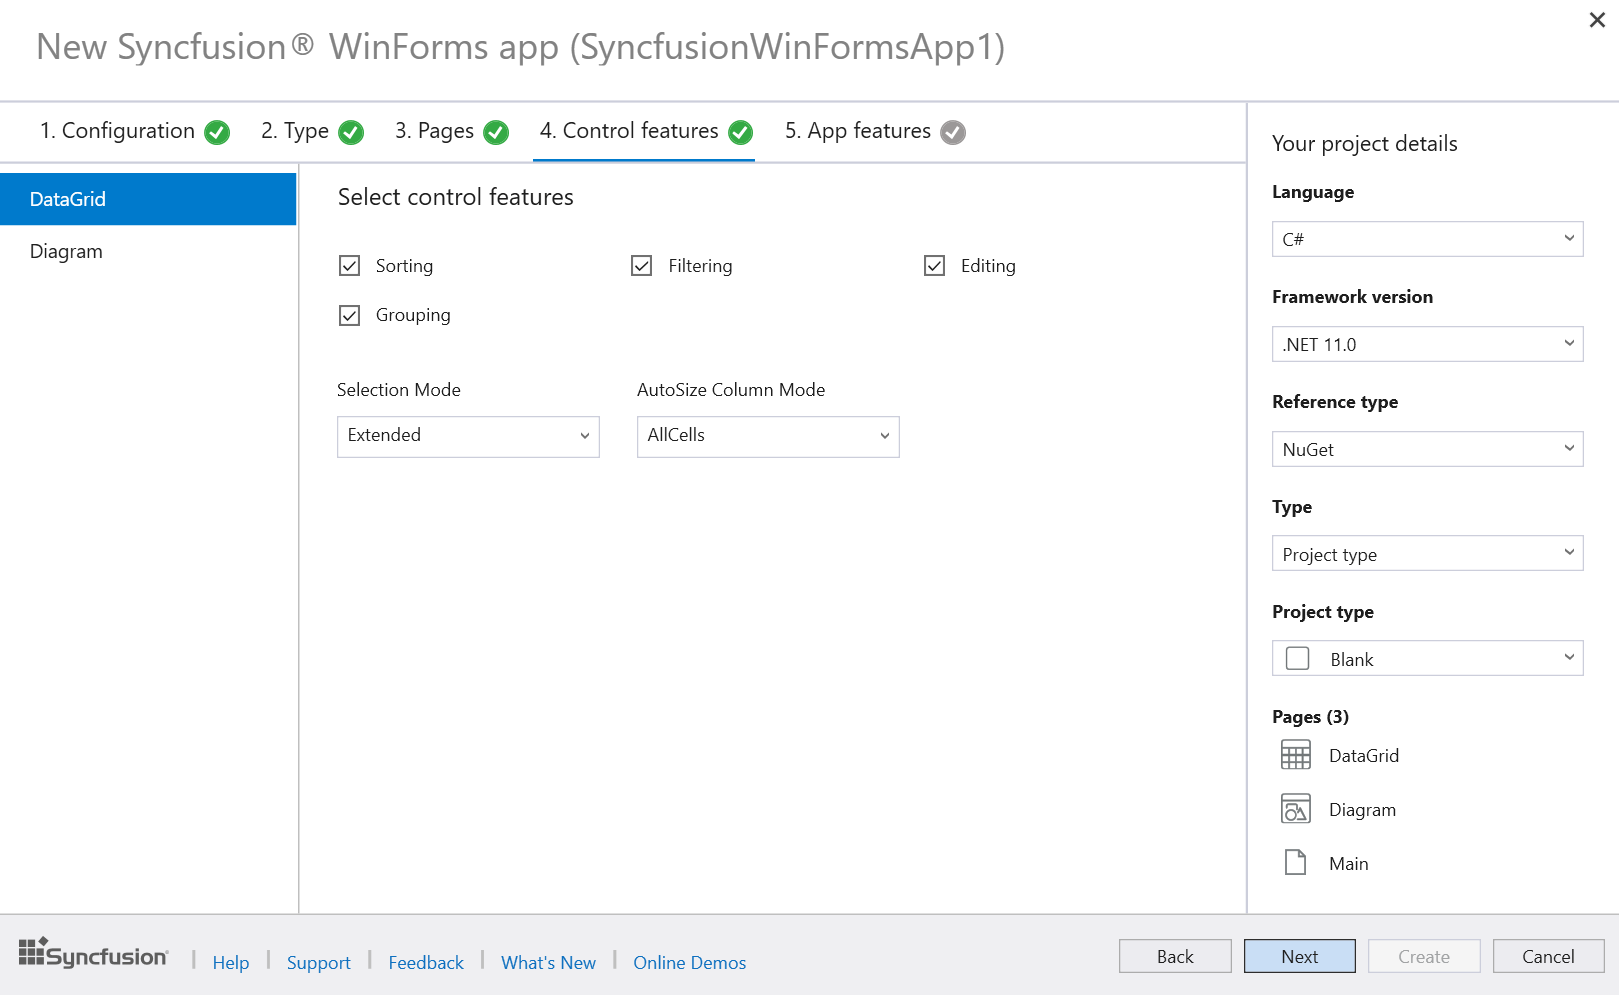 New Syncfusion® WinForms app (SyncfusionWinFormsApp1)
1. Configuration
2. Type
3. Pages
4. Control features
5. App features
DataGrid
Diagram
Select control features
Sorting
Filtering
Editing
Grouping
Selection Mode
AutoSize Column Mode
Extended
AllCells
Your project details
Language
C#
Framework version
.NET 11.0
Reference type
NuGet
Type
Project type
Project type
Blank
Pages (3)
DataGrid
Diagram
Main
Syncfusion
Help
Support
Feedback
What's New
Online Demos
Back
Next
Create
Cancel